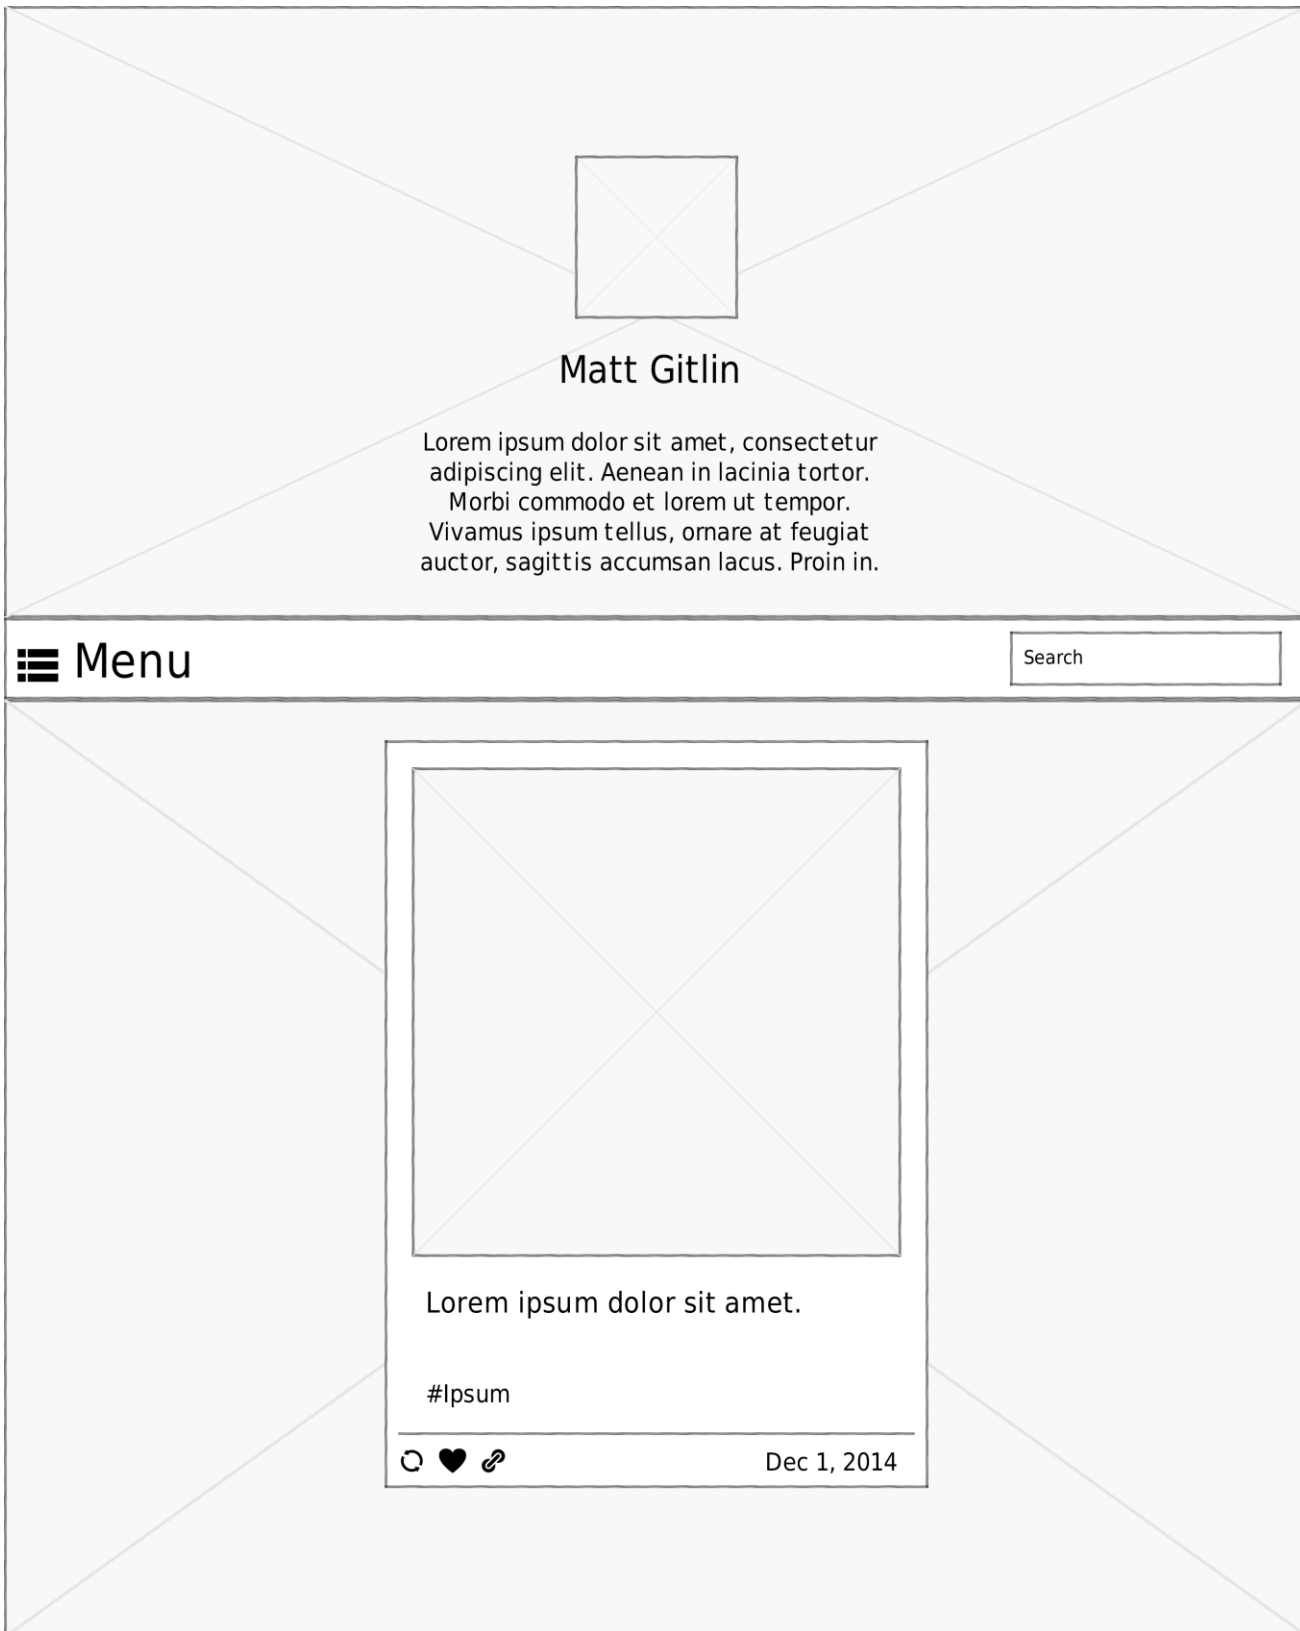 Matt Gitlin
Lorem ipsum dolor sit amet, consectetur
adipiscing elit. Aenean in lacinia tortor.
Morbi commodo et lorem ut tempor.
Vivamus ipsum tellus, ornare at feugiat
auctor, sagittis accumsan lacus. Proin in.
Menu
Search
Lorem ipsum dolor sit amet.
#Ipsum
Dec 1, 2014